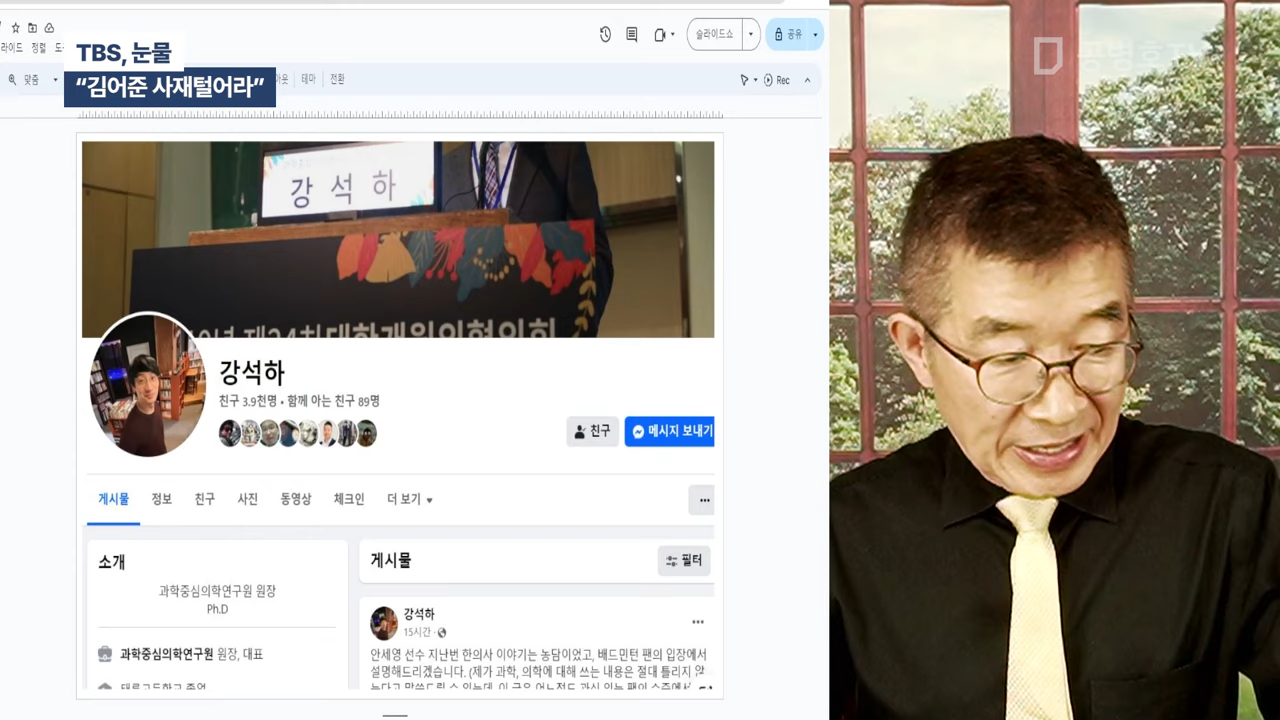 TBS, 눈물
“김어준 사재털어라”
라이드 정렬
슬라이드쇼
공유
맞춤
테마
전환
Rec
강 석 하
강석하
친구 3.9천명 • 함께 아는 친구 89명
친구
메시지 보내기
게시물
정보
친구
사진
동영상
체크인
더 보기
소개
과학중심의학연구원 원장
Ph.D
과학중심의학연구원 원장, 대표
게시물
필터
강석하
15시간
안세영 선수 지난번 한의사 이야기는 농담이었고, 배드민턴 팬의 입장에서
설명해드리겠습니다. (제가 과학, 의학에 대해 쓰는 내용은 절대 틀리지 않